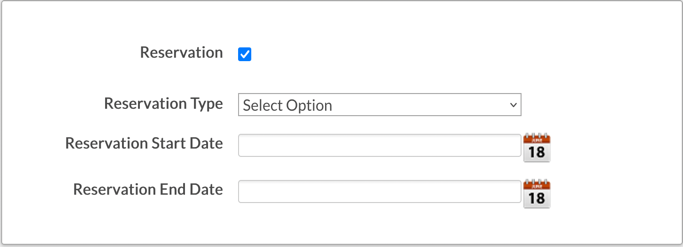 Reservation
Reservation Type Select Option
Reservation Start Date 18
Reservation End Date 18